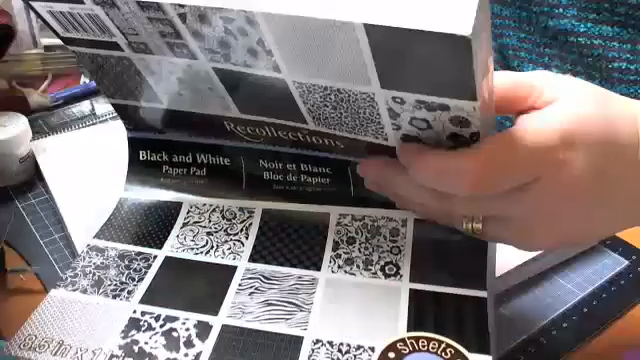 Recollections
Black and White
Paper Pad
Noir et Blanc
Bloc de Papier
sheets